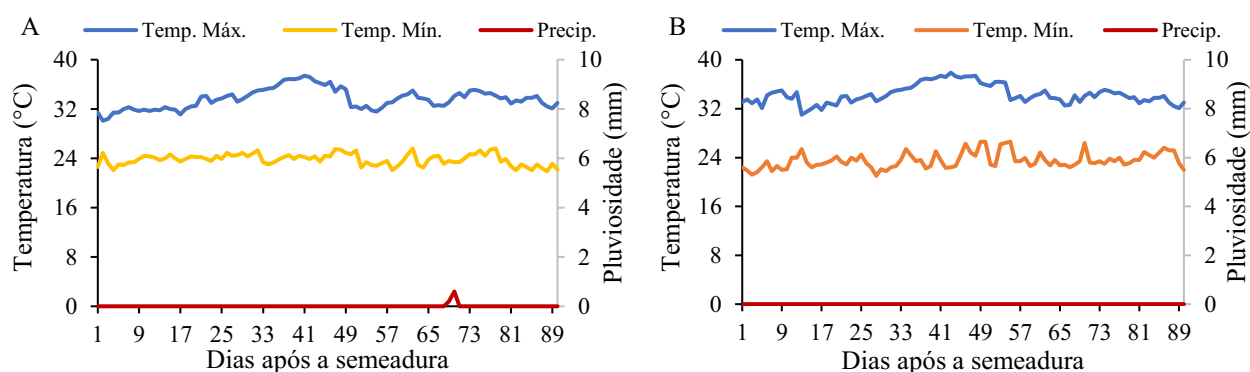 A Temp. Máx. Temp. Mín. Precip.
40 10
32 8
24 6
16 4
8 2
0 0
Temperatura (°C)
Pluviosidade (mm)
1 9 17 25 33 41 49 57 65 73 81 89
Dias após a semeadura
B Temp. Máx. Temp. Mín. Precip.
40 10
32 8
24 6
16 4
8 2
0 0
Temperatura (°C)
Pluviosidade (mm)
1 9 17 25 33 41 49 57 65 73 81 89
Dias após a semeadura